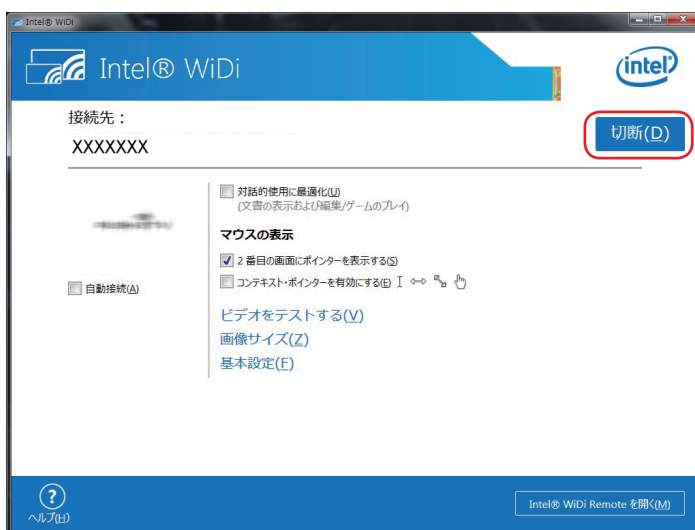 Intel® WiDi
Intel® WiDi
intel
接続先：
XXXXXXX
切断(D)
対話的使用に最適化(U)
(文書の表示および編集/ゲームのプレイ)
マウスの表示
2 番目の画面にポインターを表示する(S)
コンテキスト・ポインターを有効にする(E)
自動接続(A)
ビデオをテストする(V)
画像サイズ(Z)
基本設定(F)
?
ヘルプ(H)
Intel® WiDi Remote を開く(M)